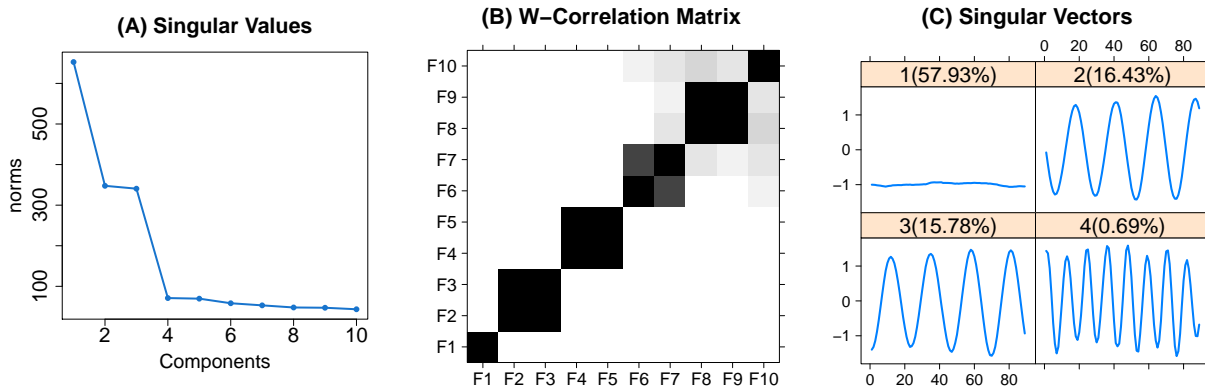 (A) Singular Values
norms
100
300
500
2 4 6 8 10
Components
(B) W−Correlation Matrix
F10
F9
F8
F7
F6
F5
F4
F3
F2
F1
F1 F2 F3 F4 F5 F6 F7 F8 F9 F10
(C) Singular Vectors
0 20 40 60 80
1(57.93%) 2(16.43%)
1
0
−1
3(15.78%) 4(0.69%)
1
0
−1
0 20 40 60 80